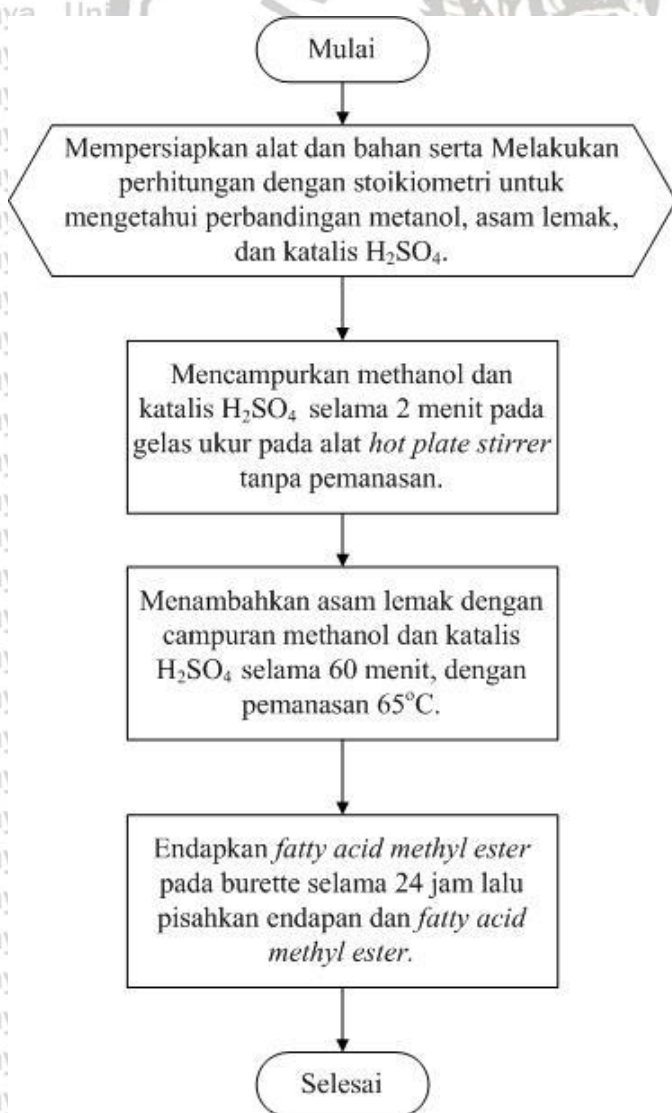 Mulai
Mempersiapkan alat dan bahan serta Melakukan
perhitungan dengan stoikiometri untuk
mengetahui perbandingan metanol, asam lemak,
dan katalis H₂SO₄.
Mencampurkan methanol dan
katalis H₂SO₄ selama 2 menit pada
gelas ukur pada alat hot plate stirrer
tanpa pemanasan.
Menambahkan asam lemak dengan
campuran methanol dan katalis
H₂SO₄ selama 60 menit, dengan
pemanasan 65°C.
Endapkan fatty acid methyl ester
pada burette selama 24 jam lalu
pisahkan endapan dan fatty acid
methyl ester.
Selesai